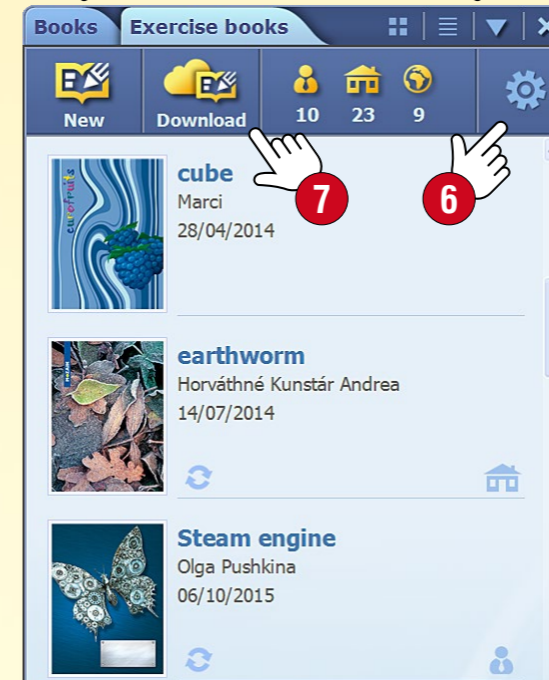 Books Exercise books
New Download 10 23 9
7 6
cube
Marci
28/04/2014
eurofruits
earthworm
Horváthné Kunstár Andrea
14/07/2014
Steam engine
Olga Pushkina
06/10/2015